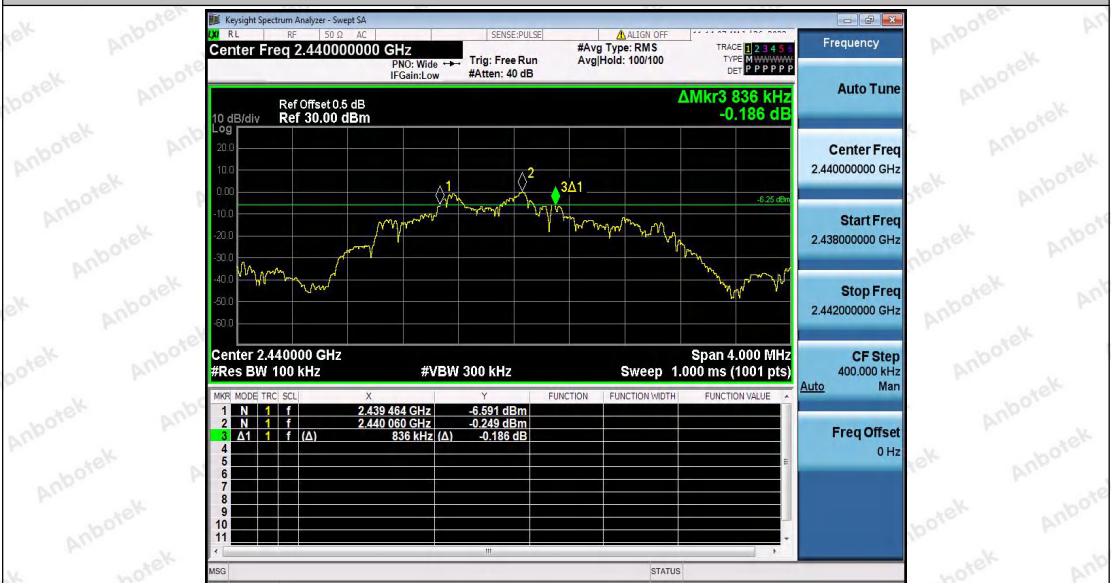 Keysight Spectrum Analyzer - Swept SA
RL RF 50 Ω AC SENSE:PULSE ALIGN OFF
Center Freq 2.440000000 GHz
PNO: Wide
IFGain:Low
Trig: Free Run
#Atten: 40 dB
#Avg Type: RMS
Avg|Hold: 100/100
TRACE 1 2 3 4 5 6
TYPE M WWWWW
DET P P P P P P
Frequency
Auto Tune
Center Freq
2.440000000 GHz
Start Freq
2.438000000 GHz
Stop Freq
2.442000000 GHz
CF Step
400.000 kHz
Auto Man
Freq Offset
0 Hz
ΔMkr3 836 kHz
-0.186 dB
Ref Offset 0.5 dB
10 dB/div Ref 30.00 dBm
Log
20.0
10.0
0.00
-10.0
-20.0
-30.0
-40.0
-50.0
-60.0
1
2
3Δ1
-6.25 dBm
Center 2.440000 GHz Span 4.000 MHz
#Res BW 100 kHz #VBW 300 kHz Sweep 1.000 ms (1001 pts)
MKR MODE TRC SCL X Y FUNCTION FUNCTION WIDTH FUNCTION VALUE
1 N 1 f 2.439 464 GHz -6.591 dBm
2 N 1 f 2.440 060 GHz -0.249 dBm
3 Δ1 1 f (Δ) 836 kHz (Δ) -0.186 dB
4
5
6
7
8
9
10
11
MSG STATUS
Anbotek